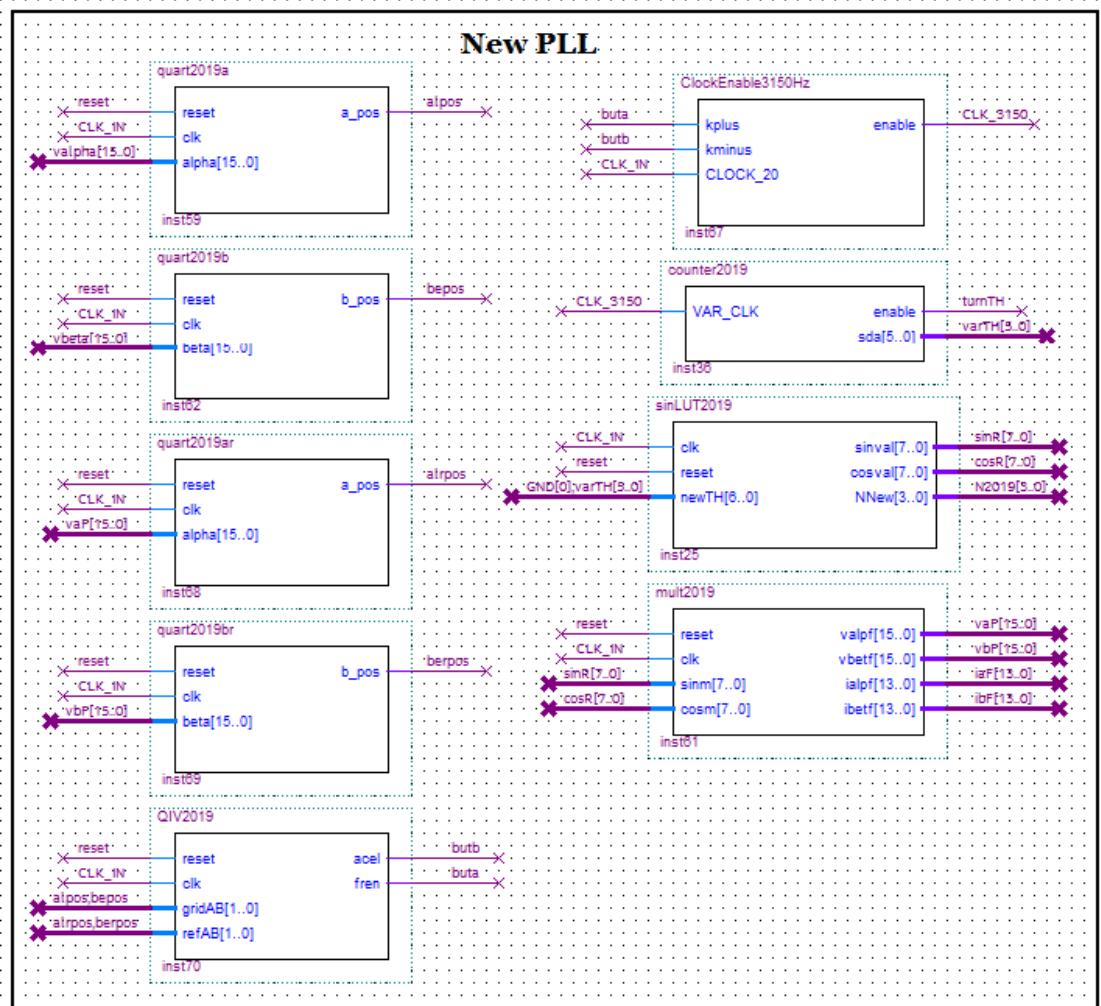 New PLL
quart2019a
reset reset a_pos alpos
CLK_IN clk
valpha[15..0] alpha[15..0]
inst59
quart2019b
reset reset b_pos bepos
CLK_IN clk
vbeta[15..0] beta[15..0]
inst62
quart2019ar
reset reset a_pos alrpos
CLK_IN clk
vaP[15..0] alpha[15..0]
inst68
quart2019br
reset reset b_pos berpos
CLK_IN clk
vbP[15..0] beta[15..0]
inst69
QIV2019
reset reset acel butb
CLK_IN clk fren buta
alpos,bepos gridAB[1..0]
alrpos,berpos refAB[1..0]
inst70
ClockEnable3150Hz
buta kplus enable CLK_3150
butb kminus
CLK_IN CLOCK_20
inst67
counter2019
CLK_3150 VAR_CLK enable turnTH
sda[5..0] varTH[5..0]
inst36
sinLUT2019
CLK_IN clk sinval[7..0] sinR[7..0]
reset reset cosval[7..0] cosR[7..0]
GND[0],varTH[5..0] newTH[6..0] NNew[3..0] N2019[3..0]
inst25
mult2019
reset reset valpf[15..0] vaP[15..0]
CLK_IN clk vbetf[15..0] vbP[15..0]
sinR[7..0] sinm[7..0] ialpf[13..0] iaF[13..0]
cosR[7..0] cosm[7..0] ibetf[13..0] ibF[13..0]
inst61